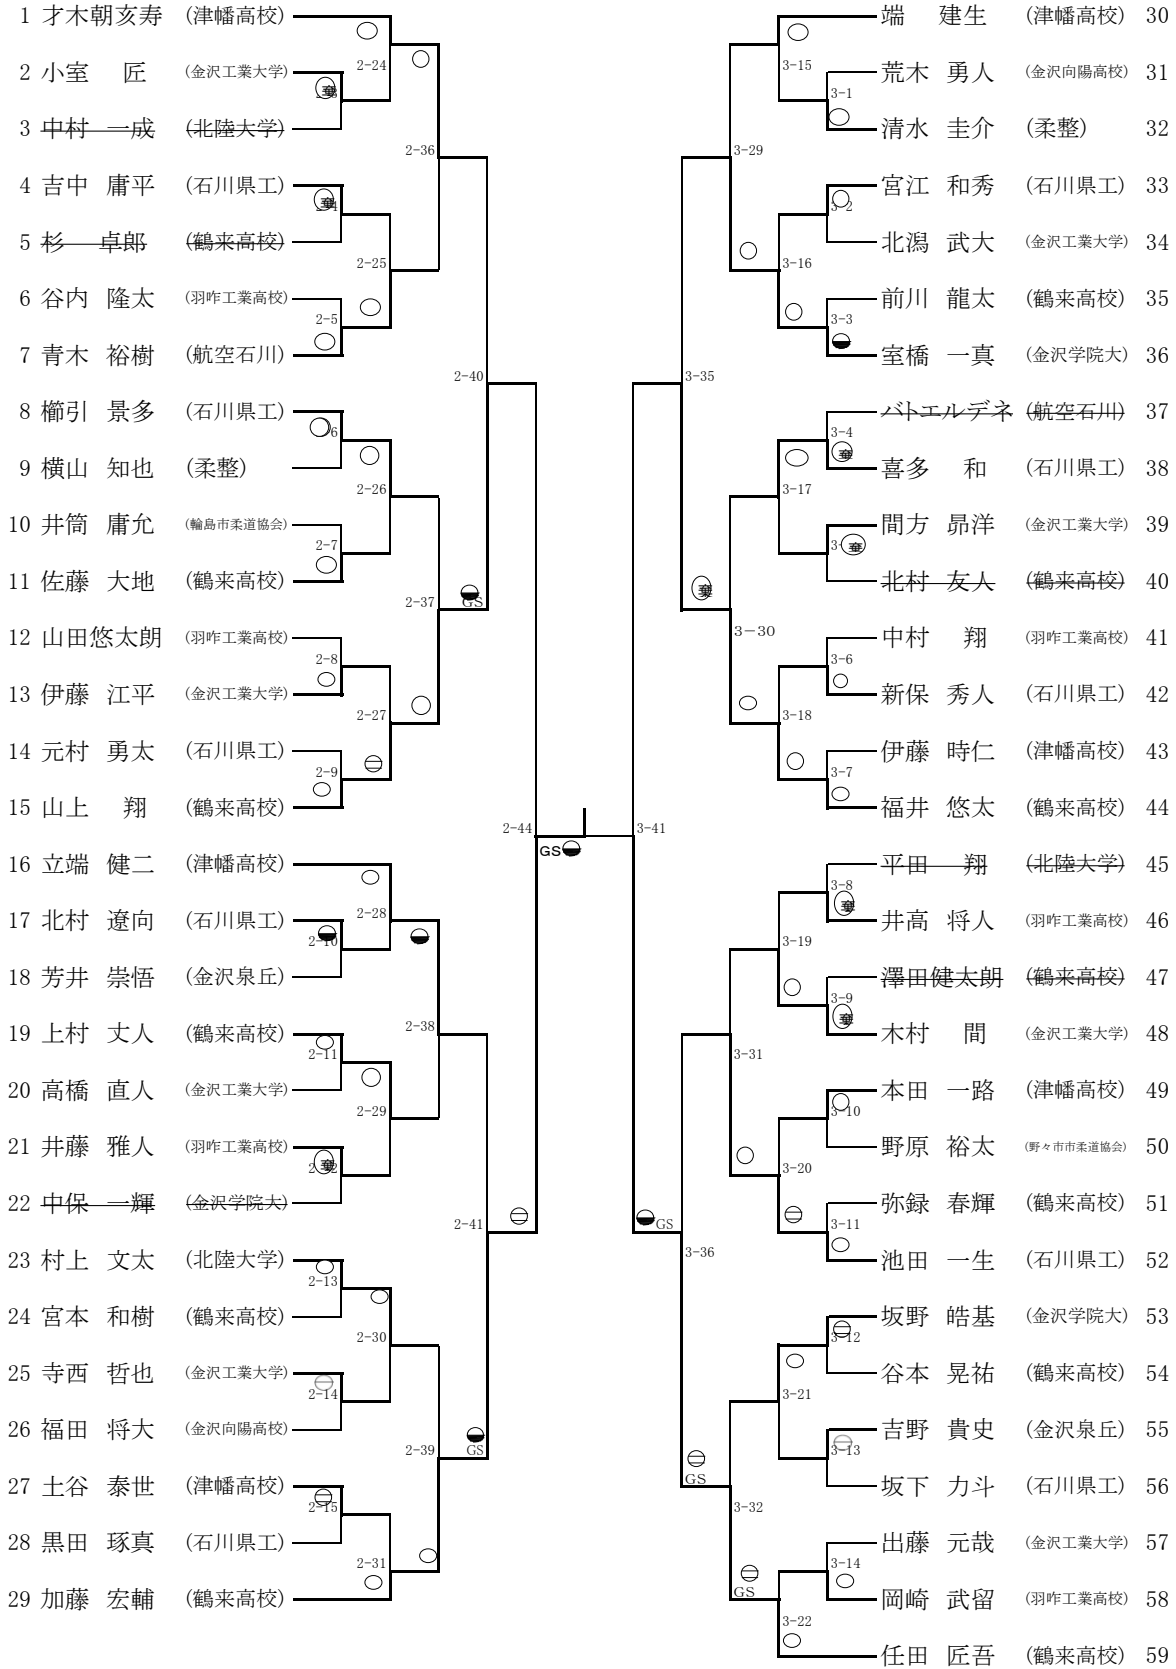 1 才木朝亥寿 (津幡高校)
2 小室 匠 (金沢工業大学)
3 中村 一成 (北陸大学)
4 吉中 庸平 (石川県工)
5 杉 卓郎 (鶴来高校)
6 谷内 隆太 (羽咋工業高校)
7 青木 裕樹 (航空石川)
8 櫛引 景多 (石川県工)
9 横山 知也 (柔整)
10 井筒 庸允 (輪島市柔道協会)
11 佐藤 大地 (鶴来高校)
12 山田悠太朗 (羽咋工業高校)
13 伊藤 江平 (金沢工業大学)
14 元村 勇太 (石川県工)
15 山上 翔 (鶴来高校)
16 立端 健二 (津幡高校)
17 北村 遼向 (石川県工)
18 芳井 崇悟 (金沢泉丘)
19 上村 丈人 (鶴来高校)
20 高橋 直人 (金沢工業大学)
21 井藤 雅人 (羽咋工業高校)
22 中保 一輝 (金沢学院大)
23 村上 文太 (北陸大学)
24 宮本 和樹 (鶴来高校)
25 寺西 哲也 (金沢工業大学)
26 福田 将大 (金沢向陽高校)
27 土谷 泰世 (津幡高校)
28 黒田 琢真 (石川県工)
29 加藤 宏輔 (鶴来高校)
2-24
2-36
2-25
2-5
2-40
2-26
2-7
2-37
GS
2-8
2-27
2-9
2-44
GS
2-28
2-10
2-38
2-11
2-29
2-41
2-13
2-30
2-14
2-39
GS
2-15
2-31
端 建生 (津幡高校) 30
荒木 勇人 (金沢向陽高校) 31
清水 圭介 (柔整) 32
宮江 和秀 (石川県工) 33
北潟 武大 (金沢工業大学) 34
前川 龍太 (鶴来高校) 35
室橋 一真 (金沢学院大) 36
バトエルデネ (航空石川) 37
喜多 和 (石川県工) 38
間方 昴洋 (金沢工業大学) 39
北村 友人 (鶴来高校) 40
中村 翔 (羽咋工業高校) 41
新保 秀人 (石川県工) 42
伊藤 時仁 (津幡高校) 43
福井 悠太 (鶴来高校) 44
平田 翔 (北陸大学) 45
井高 将人 (羽咋工業高校) 46
澤田健太朗 (鶴来高校) 47
木村 間 (金沢工業大学) 48
本田 一路 (津幡高校) 49
野原 裕太 (野々市市柔道協会) 50
弥録 春輝 (鶴来高校) 51
池田 一生 (石川県工) 52
坂野 皓基 (金沢学院大) 53
谷本 晃祐 (鶴来高校) 54
吉野 貴史 (金沢泉丘) 55
坂下 力斗 (石川県工) 56
出藤 元哉 (金沢工業大学) 57
岡崎 武留 (羽咋工業高校) 58
任田 匠吾 (鶴来高校) 59
3-15
3-1
3-29
3-2
3-16
3-3
3-35
3-4
3-17
3-30
3-6
3-18
3-7
3-41
3-8
3-19
3-9
3-31
3-10
3-20
3-11
GS
3-36
3-12
3-21
3-13
GS
3-32
3-14
GS
3-22